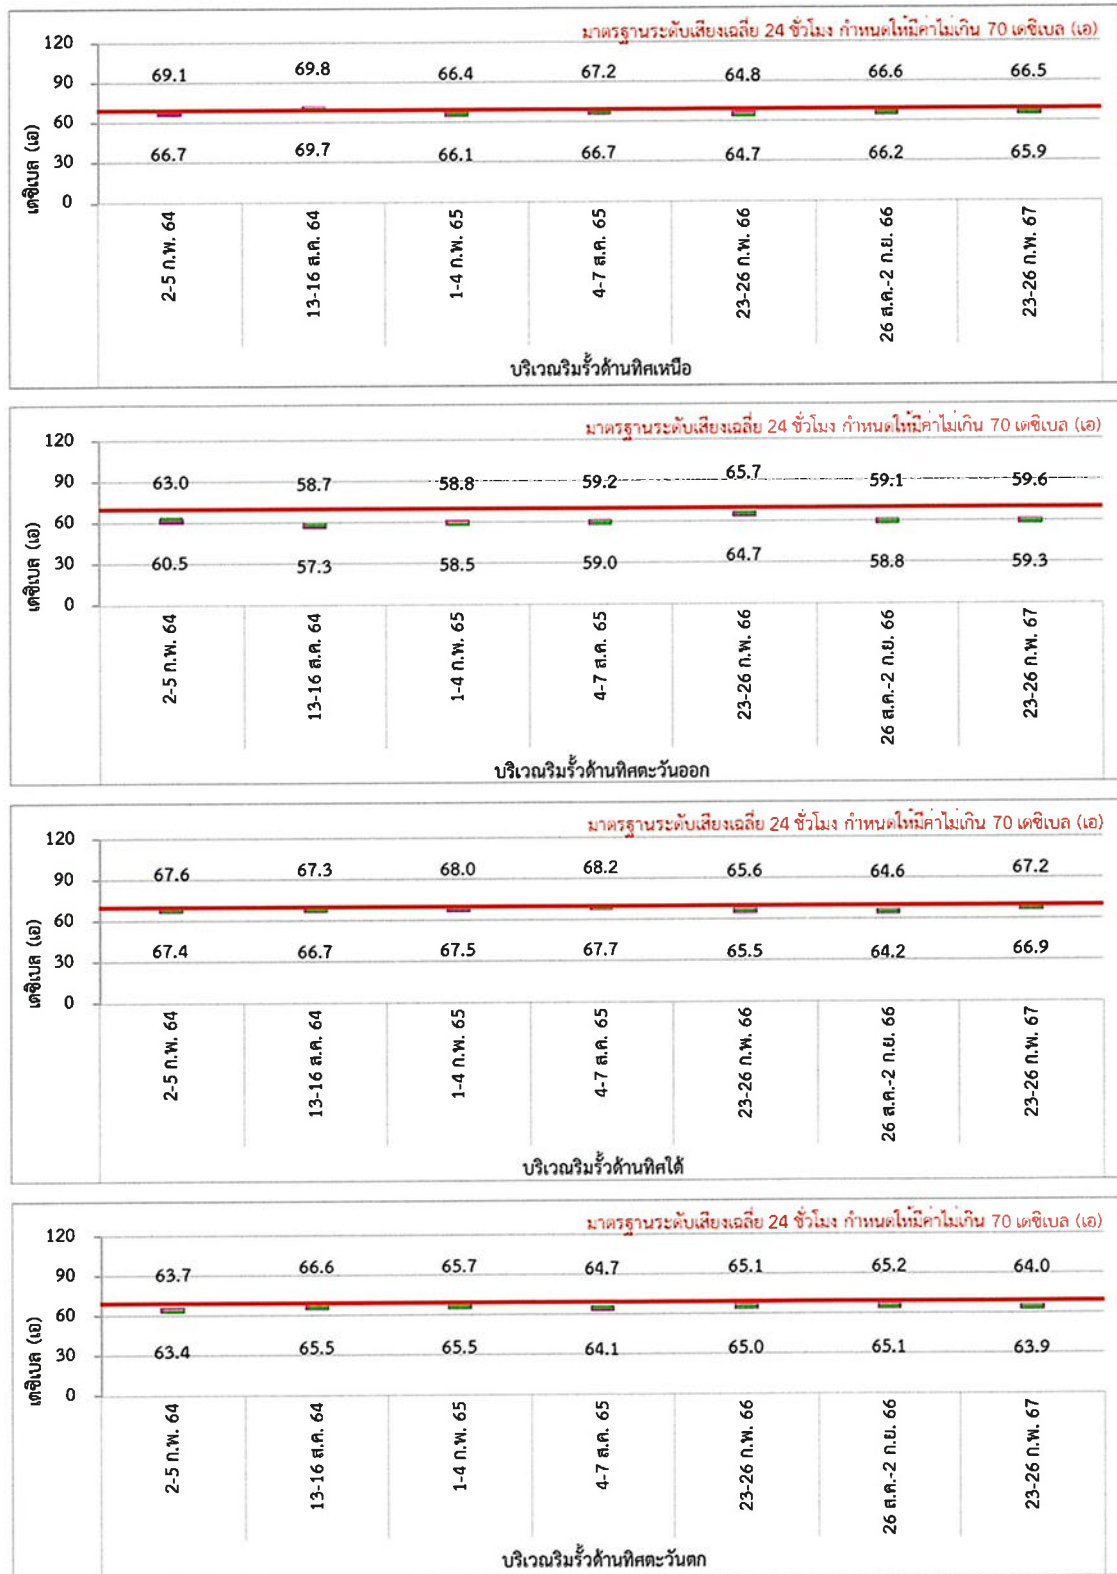 มาตรฐานระดับเสียงเฉลี่ย 24 ชั่วโมง กำหนดให้มีค่าไม่เกิน 70 เดซิเบล (เอ)
เดซิเบล (เอ)
120
90
60
30
0
69.1 69.8 66.4 67.2 64.8 66.6 66.5
66.7 69.7 66.1 66.7 64.7 66.2 65.9
2-5 ก.พ. 64
13-16 ส.ค. 64
1-4 ก.พ. 65
4-7 ส.ค. 65
23-26 ก.พ. 66
26 ส.ค.-2 ก.ย. 66
23-26 ก.พ. 67
บริเวณริมรั้วด้านทิศเหนือ
มาตรฐานระดับเสียงเฉลี่ย 24 ชั่วโมง กำหนดให้มีค่าไม่เกิน 70 เดซิเบล (เอ)
เดซิเบล (เอ)
120
90
60
30
0
63.0 58.7 58.8 59.2 65.7 59.1 59.6
60.5 57.3 58.5 59.0 64.7 58.8 59.3
2-5 ก.พ. 64
13-16 ส.ค. 64
1-4 ก.พ. 65
4-7 ส.ค. 65
23-26 ก.พ. 66
26 ส.ค.-2 ก.ย. 66
23-26 ก.พ. 67
บริเวณริมรั้วด้านทิศตะวันออก
มาตรฐานระดับเสียงเฉลี่ย 24 ชั่วโมง กำหนดให้มีค่าไม่เกิน 70 เดซิเบล (เอ)
เดซิเบล (เอ)
120
90
60
30
0
67.6 67.3 68.0 68.2 65.6 64.6 67.2
67.4 66.7 67.5 67.7 65.5 64.2 66.9
2-5 ก.พ. 64
13-16 ส.ค. 64
1-4 ก.พ. 65
4-7 ส.ค. 65
23-26 ก.พ. 66
26 ส.ค.-2 ก.ย. 66
23-26 ก.พ. 67
บริเวณริมรั้วด้านทิศใต้
มาตรฐานระดับเสียงเฉลี่ย 24 ชั่วโมง กำหนดให้มีค่าไม่เกิน 70 เดซิเบล (เอ)
เดซิเบล (เอ)
120
90
60
30
0
63.7 66.6 65.7 64.7 65.1 65.2 64.0
63.4 65.5 65.5 64.1 65.0 65.1 63.9
2-5 ก.พ. 64
13-16 ส.ค. 64
1-4 ก.พ. 65
4-7 ส.ค. 65
23-26 ก.พ. 66
26 ส.ค.-2 ก.ย. 66
23-26 ก.พ. 67
บริเวณริมรั้วด้านทิศตะวันตก